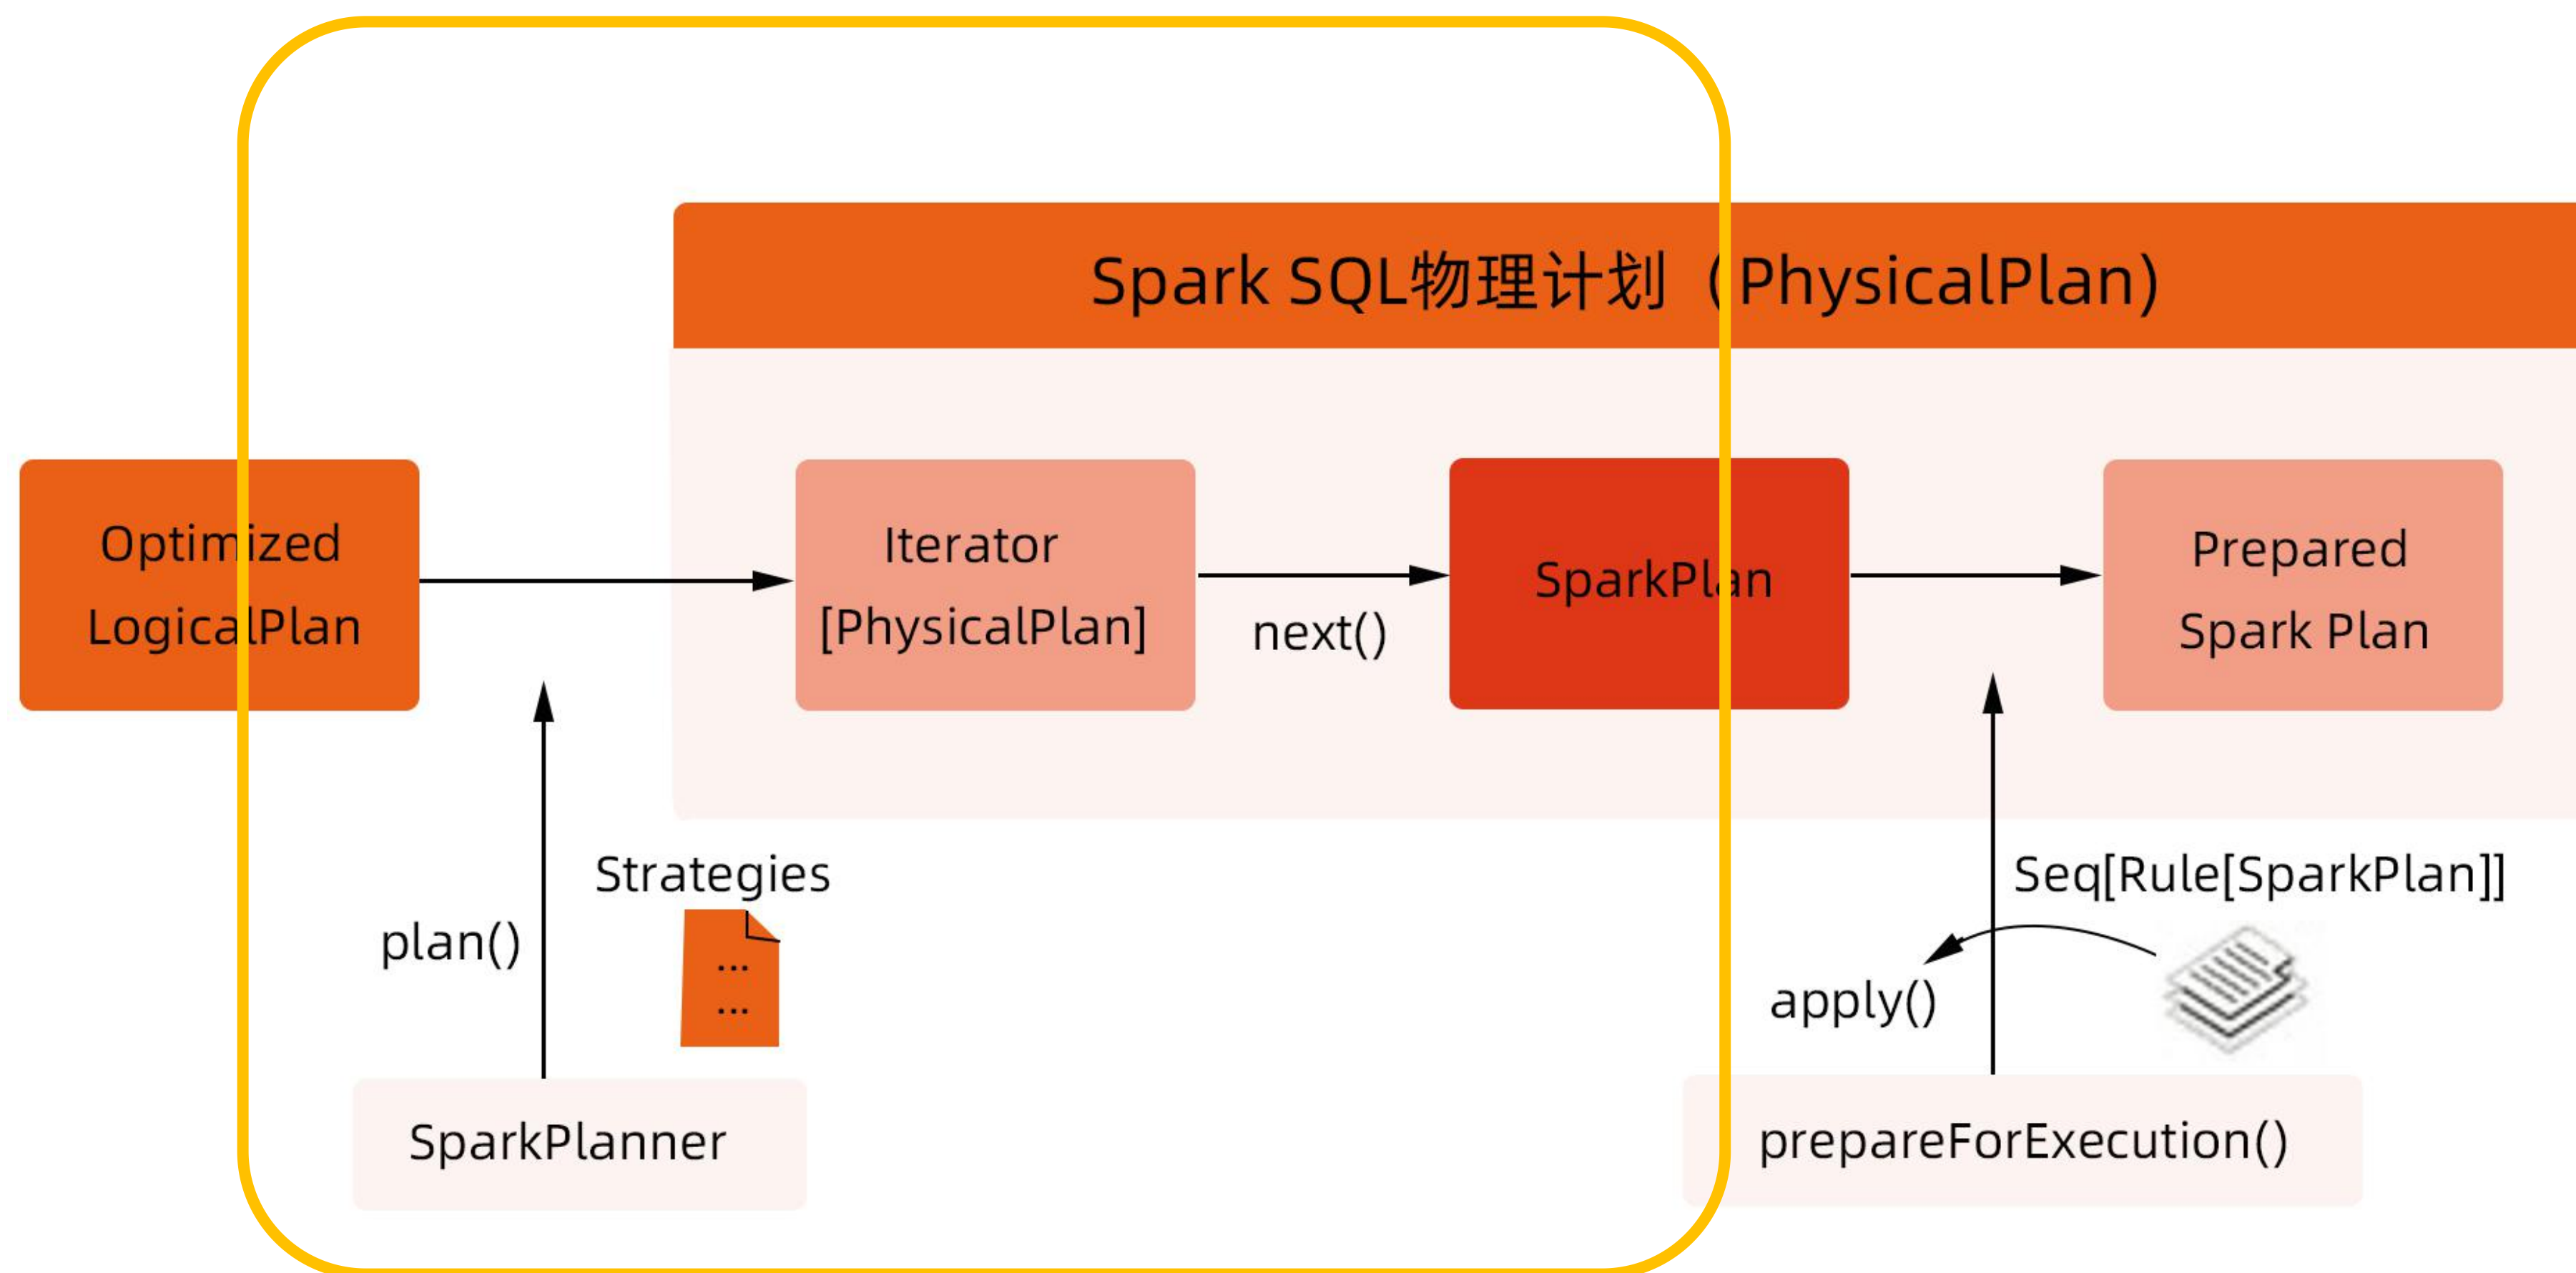 Spark SQL物理计划（PhysicalPlan)
Optimized
LogicalPlan
Iterator
[PhysicalPlan]
next()
SparkPlan
Prepared
Spark Plan
Strategies
plan()
...
...
SparkPlanner
Seq[Rule[SparkPlan]]
apply()
prepareForExecution()